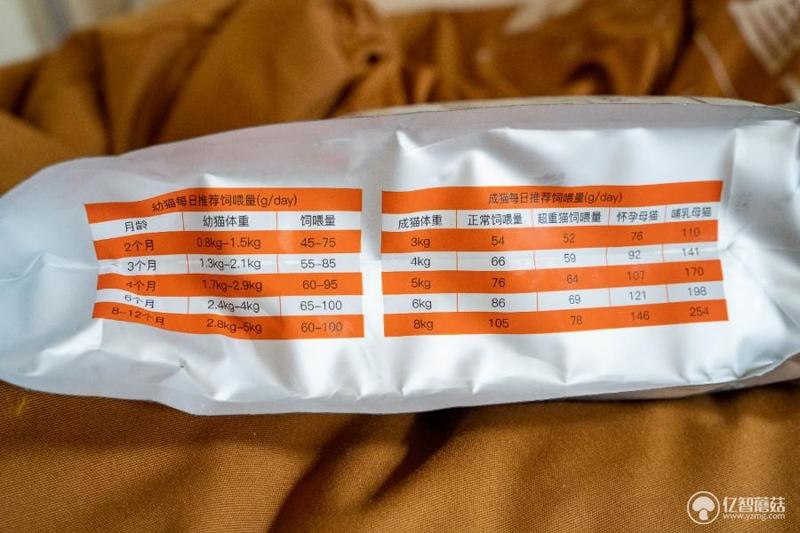 幼猫每日推荐饲喂量(g/day)
月龄 幼猫体重 饲喂量
2个月 0.8kg-1.5kg 45-75
3个月 1.3kg-2.1kg 55-85
4个月 1.7kg-2.9kg 60-95
6个月 2.4kg-4kg 65-100
8-12个月 2.8kg-5kg 60-100
成猫每日推荐饲喂量(g/day)
成猫体重 正常饲喂量 超重猫饲喂量 怀孕母猫 哺乳母猫
3kg 54 52 76 110
4kg 66 59 92 141
5kg 76 64 107 170
6kg 86 69 121 198
8kg 105 78 146 254
亿智蘑菇
www.yzmg.com